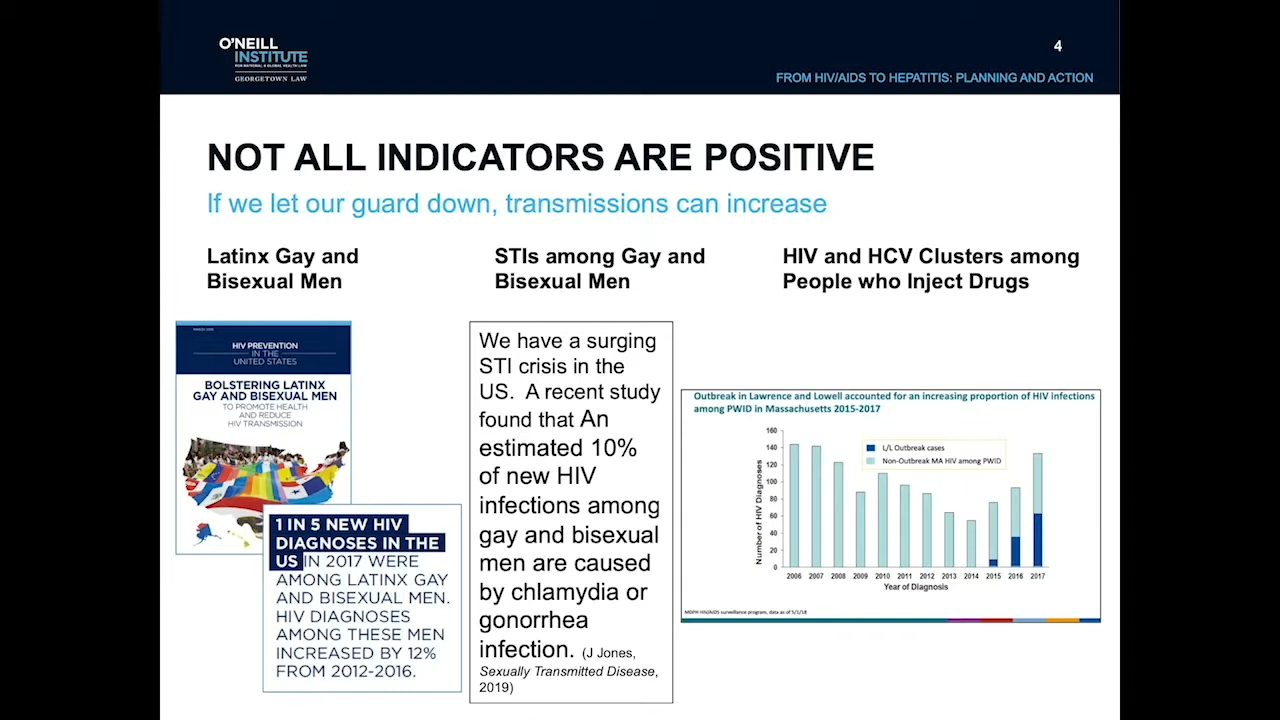 O'NEILL
INSTITUTE
FOR NATIONAL & GLOBAL HEALTH LAW
GEORGETOWN LAW
4
FROM HIV/AIDS TO HEPATITIS: PLANNING AND ACTION
NOT ALL INDICATORS ARE POSITIVE
If we let our guard down, transmissions can increase
Latinx Gay and
Bisexual Men
HIV PREVENTION
IN THE
UNITED STATES
BOLSTERING LATINX
GAY AND BISEXUAL MEN
TO PROMOTE HEALTH
AND REDUCE
HIV TRANSMISSION
1 IN 5 NEW HIV
DIAGNOSES IN THE
US IN 2017 WERE
AMONG LATINX GAY
AND BISEXUAL MEN.
HIV DIAGNOSES
AMONG THESE MEN
INCREASED BY 12%
FROM 2012-2016.
STIs among Gay and
Bisexual Men
We have a surging
STI crisis in the
US. A recent study
found that An
estimated 10%
of new HIV
infections among
gay and bisexual
men are caused
by chlamydia or
gonorrhea
infection. (J Jones,
Sexually Transmitted Disease,
2019)
HIV and HCV Clusters among
People who Inject Drugs
Outbreak in Lawrence and Lowell accounted for an increasing proportion of HIV infections
among PWID in Massachusetts 2015-2017
Number of HIV Diagnoses
160
140
120
100
80
60
40
20
0
L/L Outbreak cases
Non-Outbreak MA HIV among PWID
2006 2007 2008 2009 2010 2011 2012 2013 2014 2015 2016 2017
Year of Diagnosis
MDPH HIV/AIDS surveillance program, data as of 5/1/18